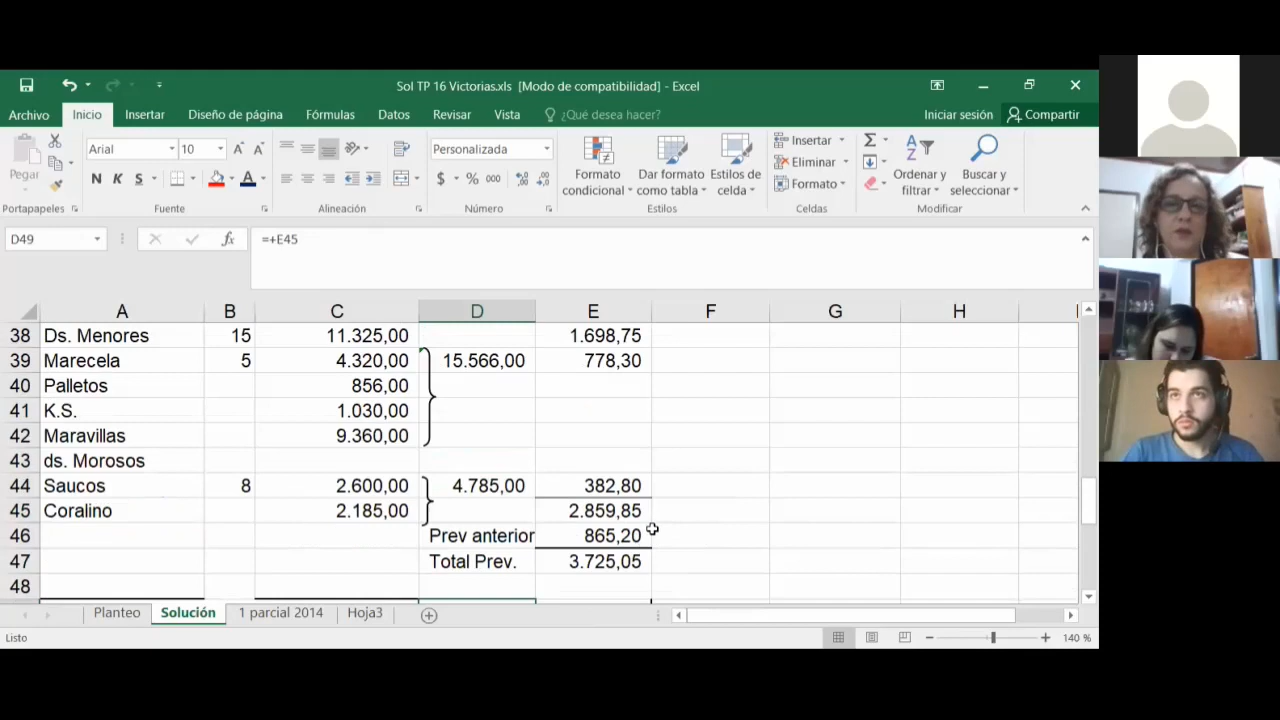 Sol TP 16 Victorias.xls [Modo de compatibilidad] - Excel
Archivo Inicio Insertar Diseño de página Fórmulas Datos Revisar Vista ¿Qué desea hacer? Iniciar sesión Compartir
Pegar
Portapapeles
Arial 10
N K S
Fuente
Alineación
Personalizada
$ % 000
Número
Formato condicional
Dar formato como tabla
Estilos de celda
Estilos
Insertar
Eliminar
Formato
Celdas
Ordenar y filtrar
Buscar y seleccionar
Modificar
D49 fx =+E45
A B C D E F G H
38 Ds. Menores 15 11.325,00 1.698,75
39 Marecela 5 4.320,00 15.566,00 778,30
40 Palletos 856,00
41 K.S. 1.030,00
42 Maravillas 9.360,00
43 ds. Morosos
44 Saucos 8 2.600,00 4.785,00 382,80
45 Coralino 2.185,00 2.859,85
46 Prev anterior 865,20
47 Total Prev. 3.725,05
48
Planteo Solución 1 parcial 2014 Hoja3
Listo 140 %